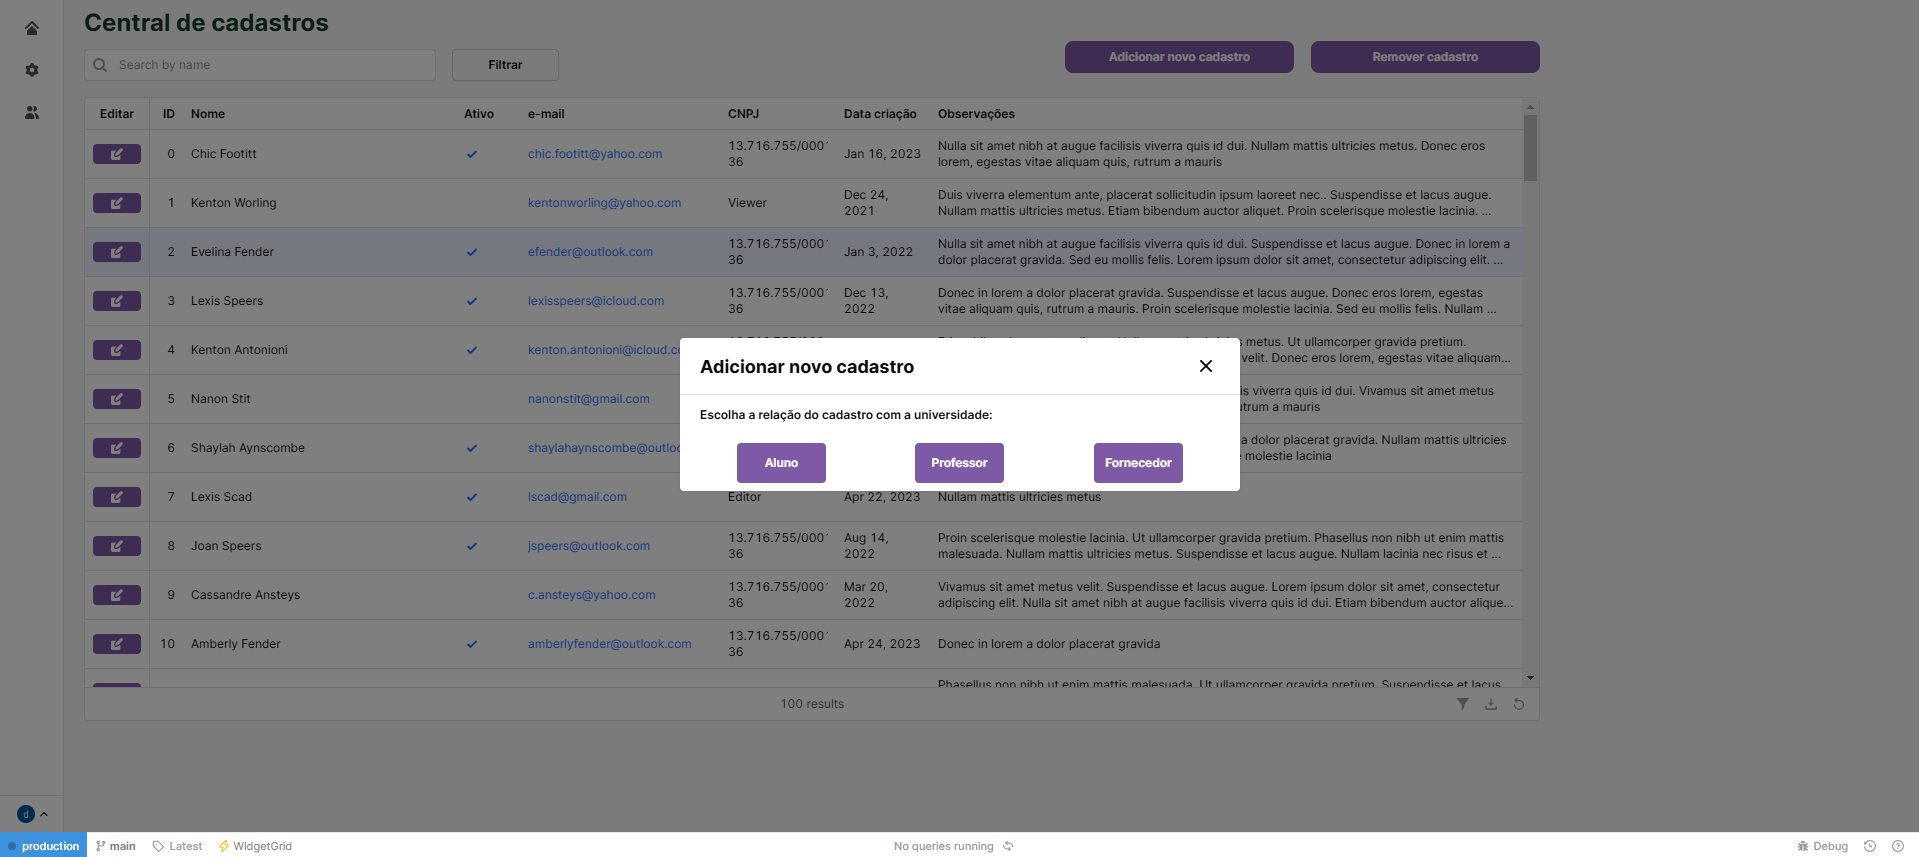 Central de cadastros
Search by name
Filtrar
Adicionar novo cadastro
Remover cadastro
Editar ID Nome Ativo e-mail CNPJ Data criação Observações
0 Chic Footitt chic.footitt@yahoo.com 13.716.755/000 36 Jan 16, 2023 Nulla sit amet nibh at augue facilisis viverra quis id dui. Nullam mattis ultricies metus. Donec eros
lorem, egestas vitae aliquam quis, rutrum a mauris
1 Kenton Worling kentonworling@yahoo.com Viewer Dec 24, 2021 Duis viverra elementum ante, placerat sollicitudin ipsum laoreet nec.. Suspendisse et lacus augue.
Nullam mattis ultricies metus. Etiam bibendum auctor aliquet. Proin scelerisque molestie lacinia. ...
2 Evelina Fender efender@outlook.com 13.716.755/000 36 Jan 3, 2022 Nulla sit amet nibh at augue facilisis viverra quis id dui. Suspendisse et lacus augue. Donec in lorem a
dolor placerat gravida. Sed eu mollis felis. Lorem ipsum dolor sit amet, consectetur adipiscing elit. ...
3 Lexis Speers lexisspeers@icloud.com 13.716.755/000 36 Dec 13, 2022 Donec in lorem a dolor placerat gravida. Suspendisse et lacus augue. Donec eros lorem, egestas
vitae aliquam quis, rutrum a mauris. Proin scelerisque molestie lacinia. Sed eu mollis felis. Nullam ...
4 Kenton Antonioni kenton.antonioni@icloud.c metus. Ut ullamcorper gravida pretium.
velit. Donec eros lorem, egestas vitae aliquam...
Adicionar novo cadastro
5 Nanon Stit nanonstit@gmail.com viverra quis id dui. Vivamus sit amet metus
a mauris
Escolha a relação do cadastro com a universidade:
6 Shaylah Aynscombe shaylahaynscombe@outlo a dolor placerat gravida. Nullam mattis ultricies
molestie lacinia
Aluno
Professor
Fornecedor
7 Lexis Scad lscad@gmail.com Editor Apr 22, 2023 Nullam mattis ultricies metus
8 Joan Speers jspeers@outlook.com 13.716.755/000 36 Aug 14, 2022 Proin scelerisque molestie lacinia. Ut ullamcorper gravida pretium. Phasellus non nibh ut enim mattis
malesuada. Nullam mattis ultricies metus. Suspendisse et lacus augue. Nullam lacinia nec risus et ...
9 Cassandre Ansteys c.ansteys@yahoo.com 13.716.755/000 36 Mar 20, 2022 Vivamus sit amet metus velit. Suspendisse et lacus augue. Lorem ipsum dolor sit amet, consectetur
adipiscing elit. Nulla sit amet nibh at augue facilisis viverra quis id dui. Etiam bibendum auctor alique...
10 Amberly Fender amberlyfender@outlook.com 13.716.755/000 36 Apr 24, 2023 Donec in lorem a dolor placerat gravida
Phasellus non nibh ut enim mattis malesuada. Ut ullamcorper gravida pretium. Suspendisse et lacus
100 results
d
production main Latest WidgetGrid No queries running Debug